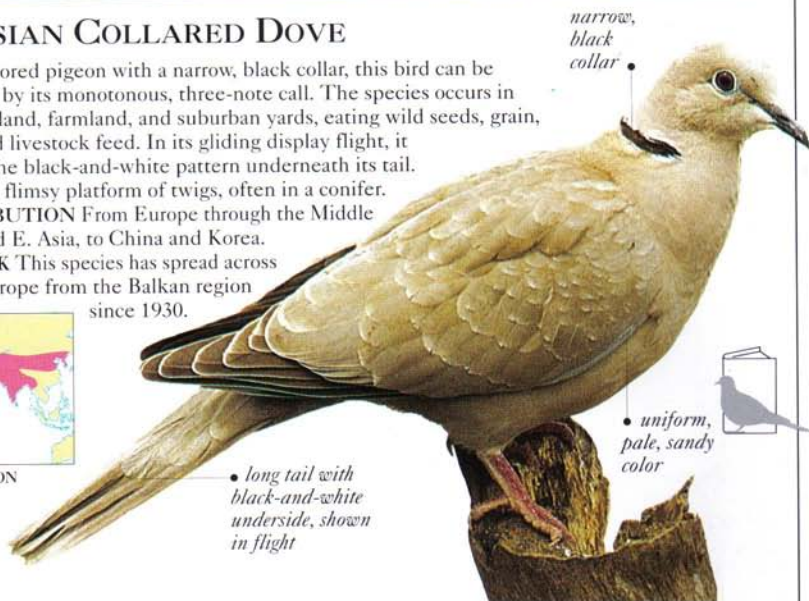 SIAN COLLARED DOVE
ored pigeon with a narrow, black collar, this bird can be
by its monotonous, three-note call. The species occurs in
land, farmland, and suburban yards, eating wild seeds, grain,
d livestock feed. In its gliding display flight, it
ne black-and-white pattern underneath its tail.
flimsy platform of twigs, often in a conifer.
BUTION From Europe through the Middle
d E. Asia, to China and Korea.
K This species has spread across
rope from the Balkan region
since 1930.
narrow,
black
collar
uniform,
pale, sandy
color
long tail with
black-and-white
underside, shown
in flight
ON